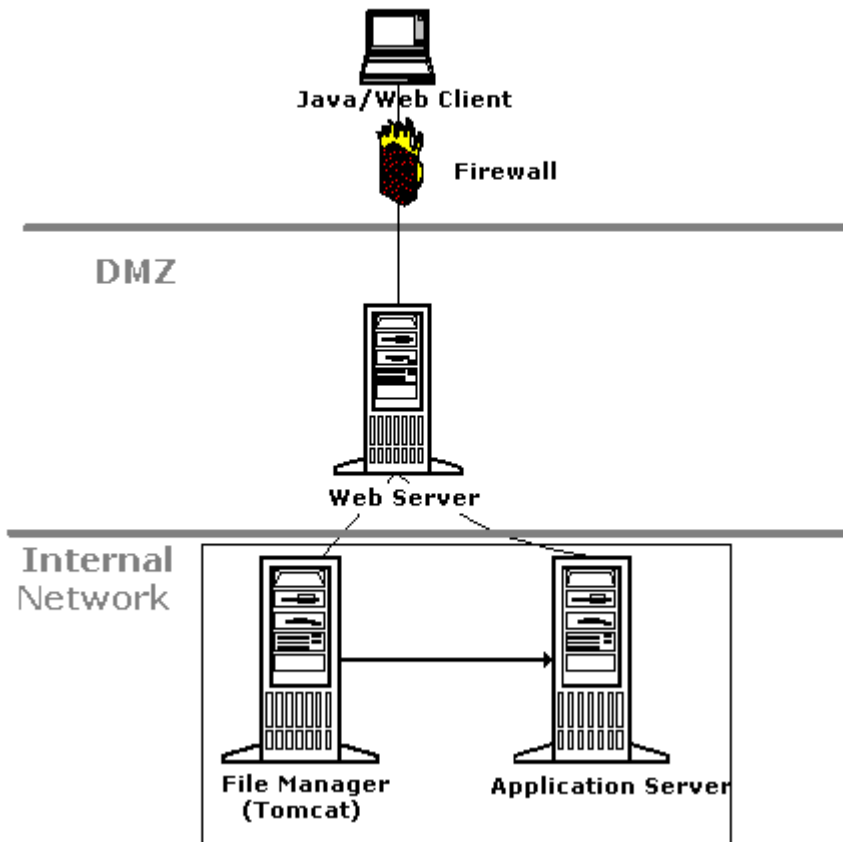 Java/Web Client
Firewall
DMZ
Web Server
Internal
Network
File Manager
(Tomcat)
Application Server